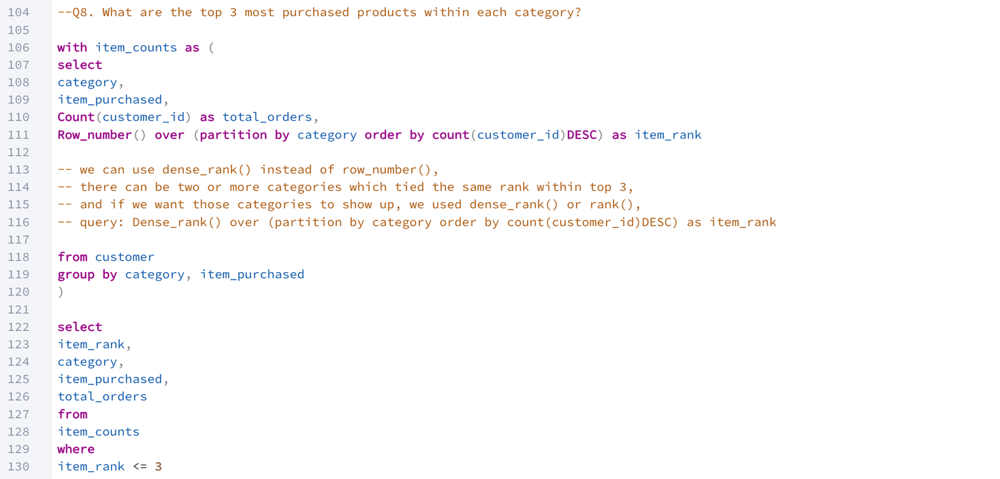 104 --Q8. What are the top 3 most purchased products within each category?
105
106 with item_counts as (
107 select
108 category,
109 item_purchased,
110 Count(customer_id) as total_orders,
111 Row_number() over (partition by category order by count(customer_id)DESC) as item_rank
112
113 -- we can use dense_rank() instead of row_number(),
114 -- there can be two or more categories which tied the same rank within top 3,
115 -- and if we want those categories to show up, we used dense_rank() or rank(),
116 -- query: Dense_rank() over (partition by category order by count(customer_id)DESC) as item_rank
117
118 from customer
119 group by category, item_purchased
120 )
121
122 select
123 item_rank,
124 category,
125 item_purchased,
126 total_orders
127 from
128 item_counts
129 where
130 item_rank <= 3